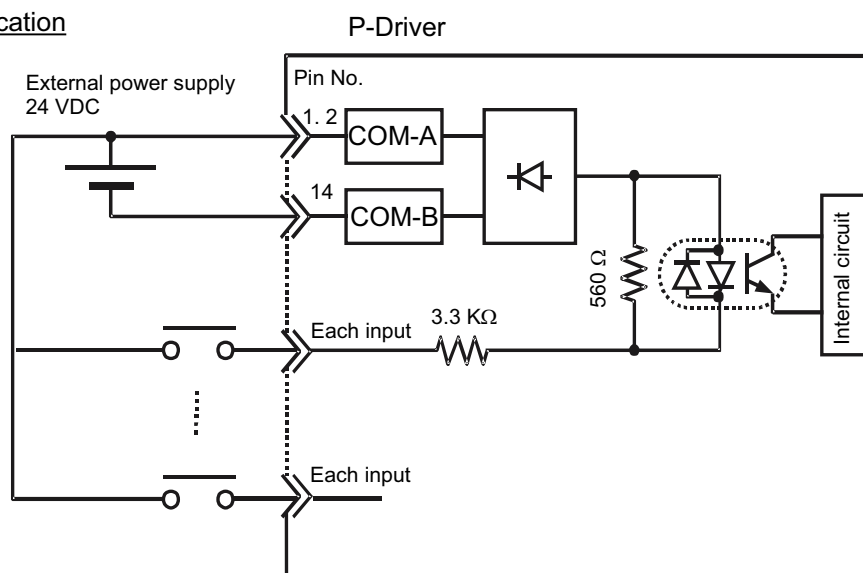 cation
P-Driver
External power supply
24 VDC
Pin No.
1. 2
COM-A
14
COM-B
560 Ω
Internal circuit
Each input
3.3 KΩ
Each input